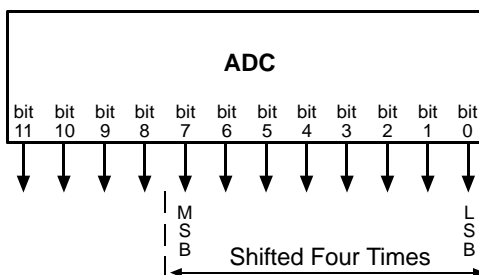 ADC
bit bit bit bit bit bit bit bit bit bit bit bit
11 10 9 8 7 6 5 4 3 2 1 0
M L
S S
B B
Shifted Four Times